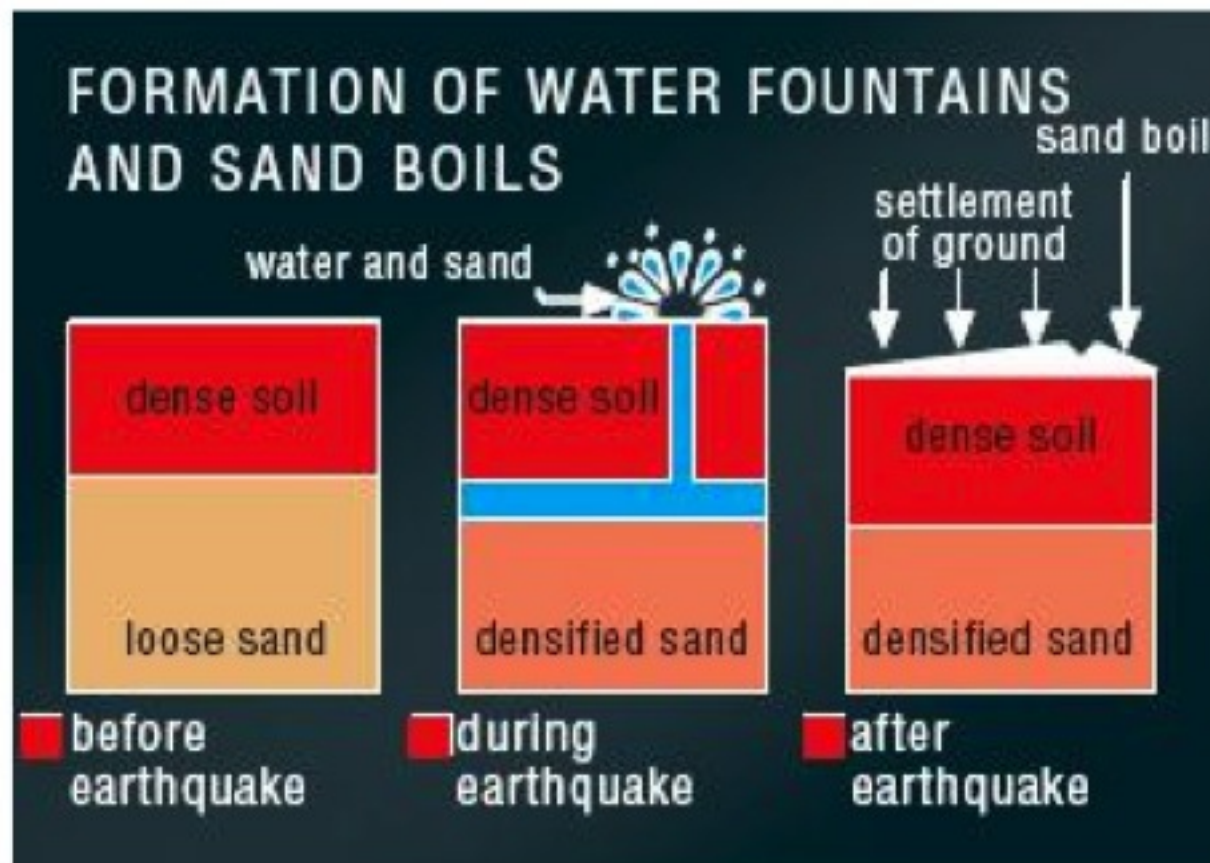 FORMATION OF WATER FOUNTAINS
AND SAND BOILS
sand boil
settlement
of ground
water and sand
dense soil
loose sand
before
earthquake
dense soil
densified sand
during
earthquake
dense soil
densified sand
after
earthquake